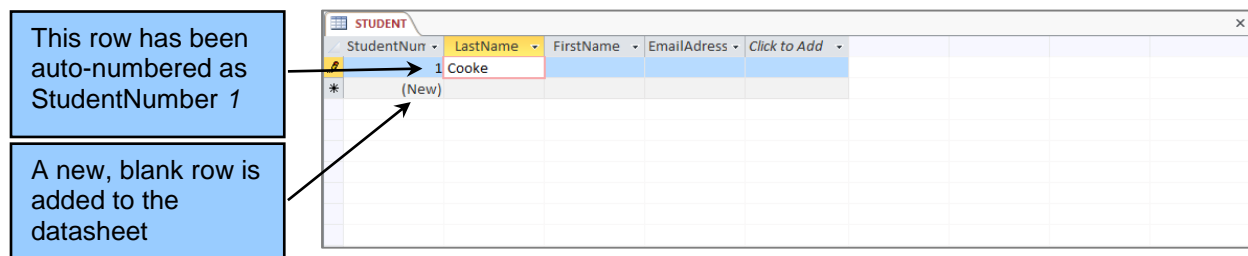 This row has been
auto-numbered as
StudentNumber 1
A new, blank row is
added to the
datasheet
STUDENT
StudentNum LastName FirstName EmailAdress Click to Add
1 Cooke
(New)